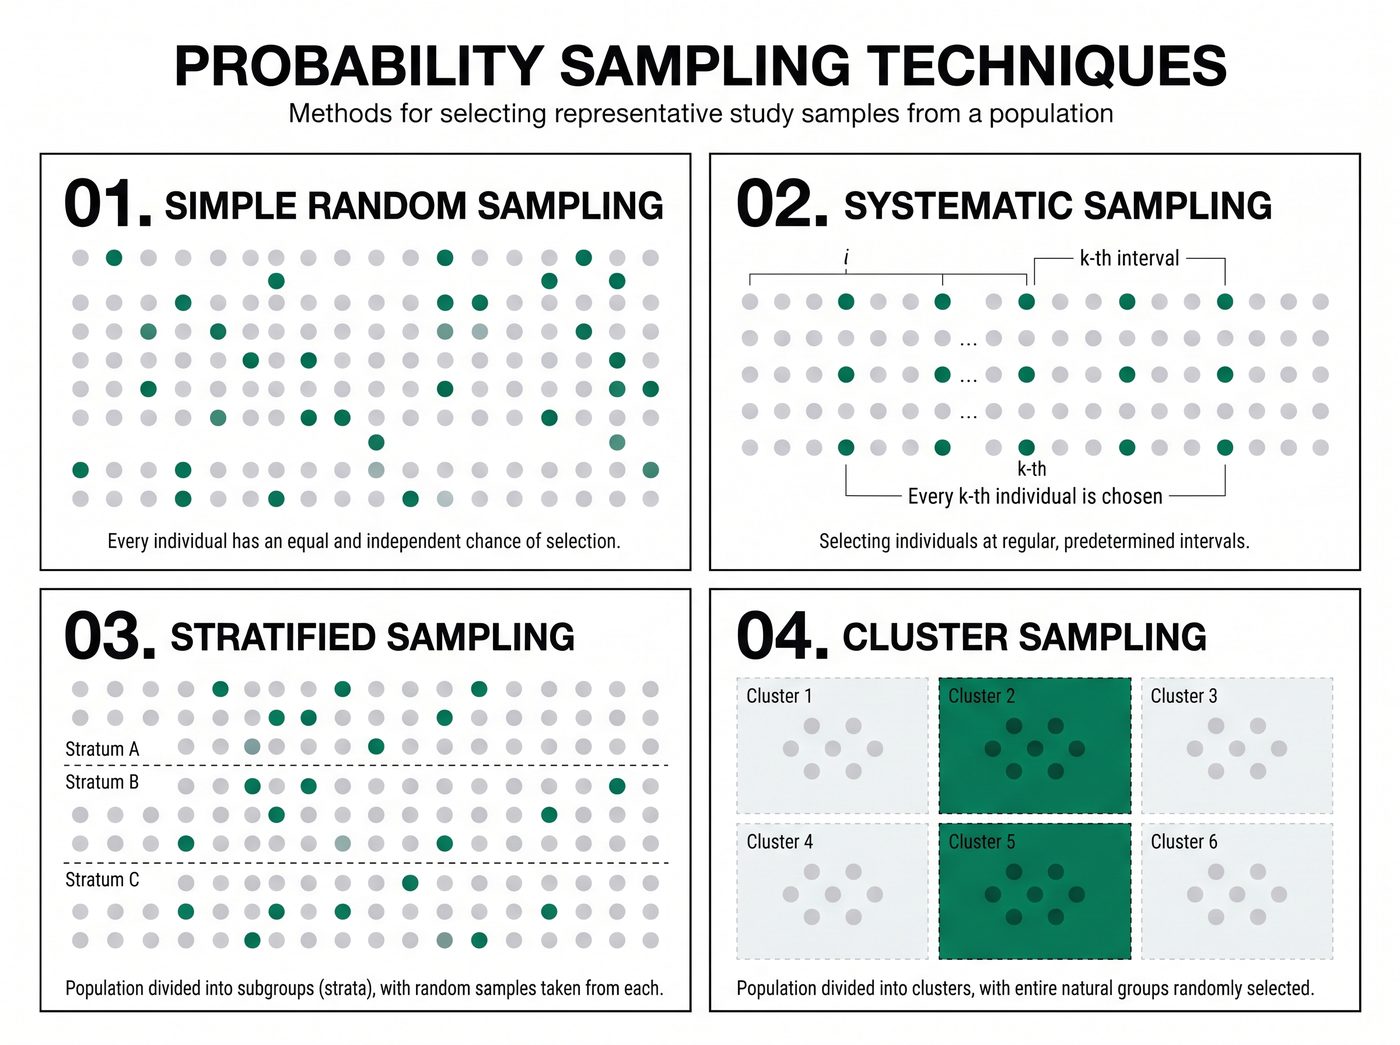 PROBABILITY SAMPLING TECHNIQUES
Methods for selecting representative study samples from a population
01. SIMPLE RANDOM SAMPLING
Every individual has an equal and independent chance of selection.
02. SYSTEMATIC SAMPLING
i
k-th interval
...
...
...
k-th
Every k-th individual is chosen
Selecting individuals at regular, predetermined intervals.
03. STRATIFIED SAMPLING
Stratum A
Stratum B
Stratum C
Population divided into subgroups (strata), with random samples taken from each.
04. CLUSTER SAMPLING
Cluster 1
Cluster 2
Cluster 3
Cluster 4
Cluster 5
Cluster 6
Population divided into clusters, with entire natural groups randomly selected.